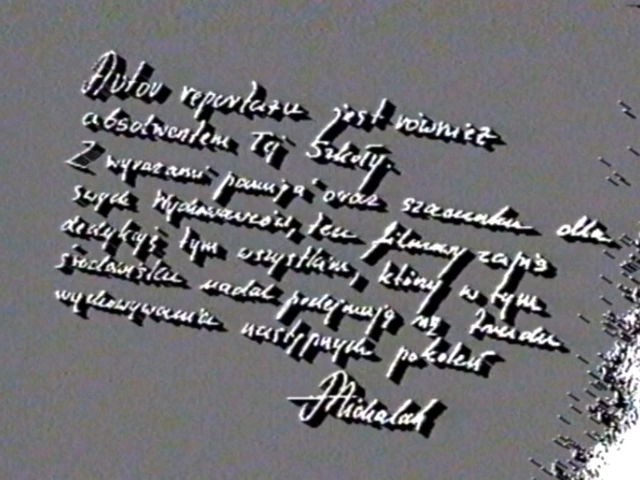 Autor reportażu jest również
absolwentem Tej Szkoły.
Z wyrazami pamięci oraz szacunku dla
swych Wychowawców, ten filmowy zapis
dedykuję tym wszystkim, którzy w tym
środowisku nadal podejmują się trudu
wychowywania następnych pokoleń
Michalak